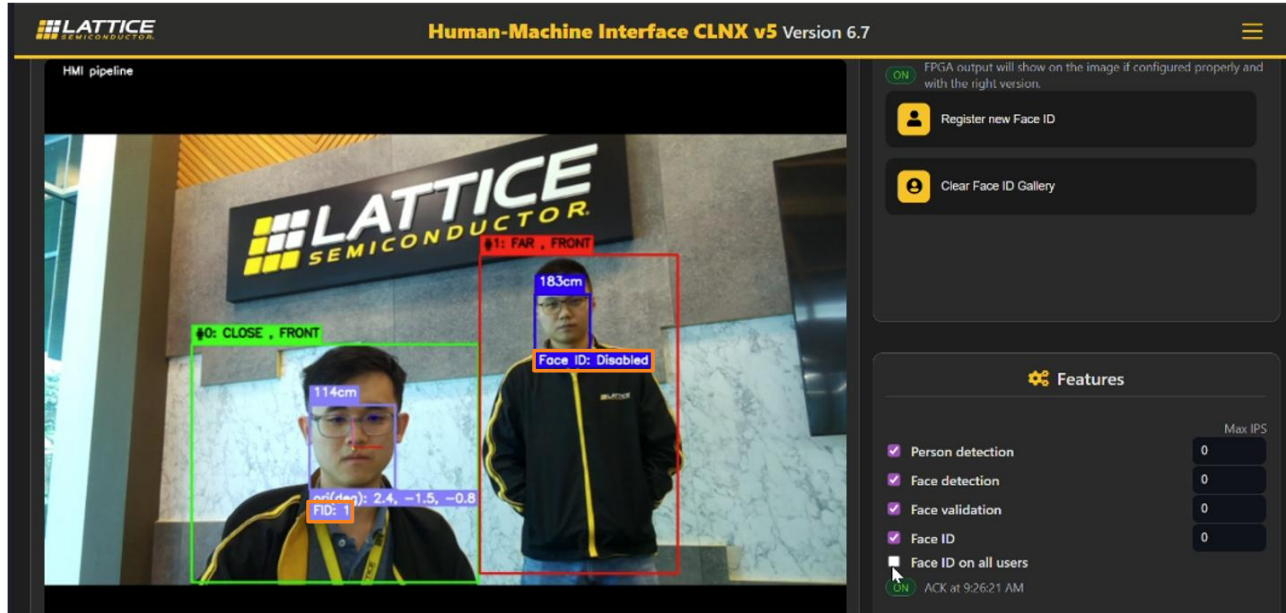 LATTICE
SEMICONDUCTOR.
Human-Machine Interface CLNX v5 Version 6.7
HMI pipeline
LATTICE
SEMICONDUCTOR.
#1: FAR , FRONT
183cm
Face ID: Disabled
LATTICE
#0: CLOSE , FRONT
114cm
ori(deg): 2.4, -1.5, -0.8
FID: 1
LATTICE
ON FPGA output will show on the image if configured properly and
with the right version.
Register new Face ID
Clear Face ID Gallery
Features
Max IPS
Person detection 0
Face detection 0
Face validation 0
Face ID 0
Face ID on all users
ON ACK at 9:26:21 AM